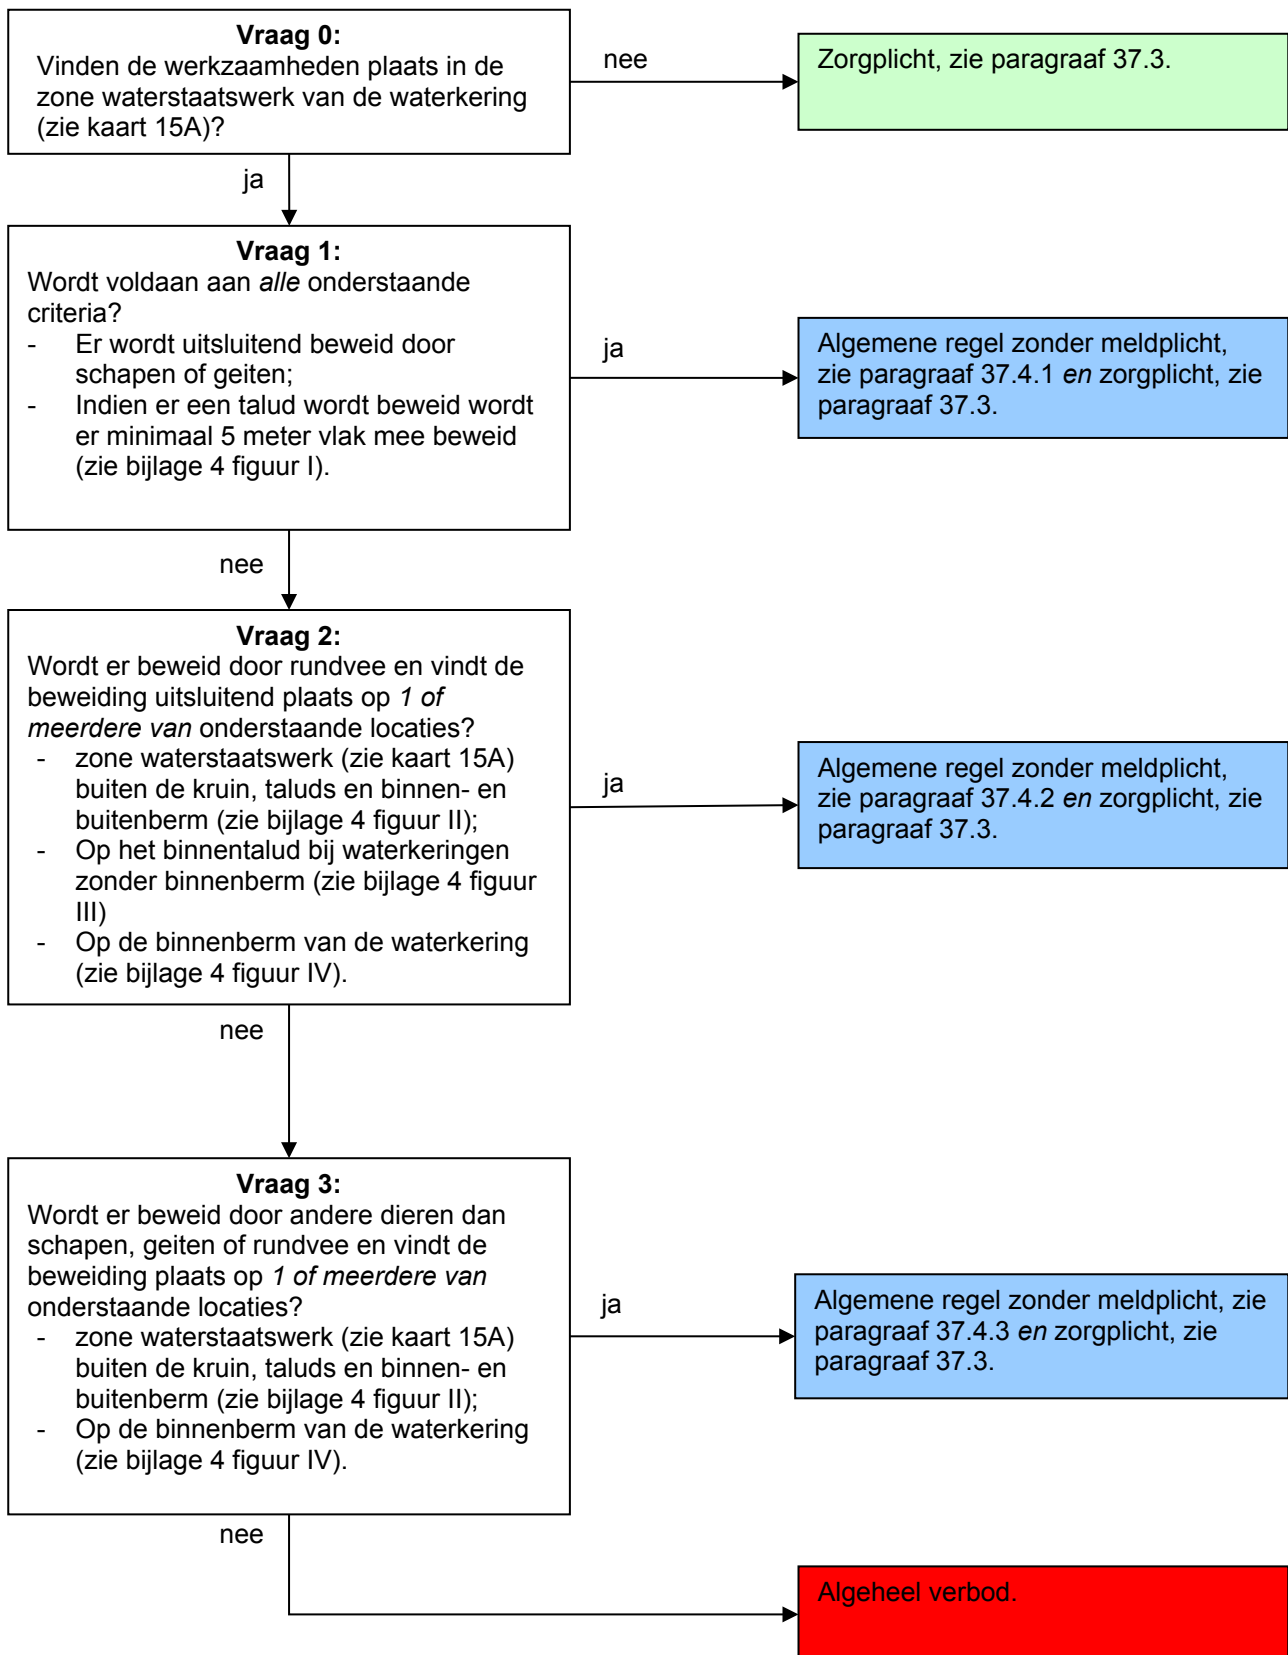 Vraag 0:
Vinden de werkzaamheden plaats in de
zone waterstaatswerk van de waterkering
(zie kaart 15A)?
nee
Zorgplicht, zie paragraaf 37.3.
ja
Vraag 1:
Wordt voldaan aan alle onderstaande
criteria?
- Er wordt uitsluitend beweid door
schapen of geiten;
- Indien er een talud wordt beweid wordt
er minimaal 5 meter vlak mee beweid
(zie bijlage 4 figuur I).
ja
Algemene regel zonder meldplicht,
zie paragraaf 37.4.1 en zorgplicht, zie
paragraaf 37.3.
nee
Vraag 2:
Wordt er beweid door rundvee en vindt de
beweiding uitsluitend plaats op 1 of
meerdere van onderstaande locaties?
- zone waterstaatswerk (zie kaart 15A)
buiten de kruin, taluds en binnen- en
buitenberm (zie bijlage 4 figuur II);
- Op het binnentalud bij waterkeringen
zonder binnenberm (zie bijlage 4 figuur
III)
- Op de binnenberm van de waterkering
(zie bijlage 4 figuur IV).
ja
Algemene regel zonder meldplicht,
zie paragraaf 37.4.2 en zorgplicht, zie
paragraaf 37.3.
nee
Vraag 3:
Wordt er beweid door andere dieren dan
schapen, geiten of rundvee en vindt de
beweiding plaats op 1 of meerdere van
onderstaande locaties?
- zone waterstaatswerk (zie kaart 15A)
buiten de kruin, taluds en binnen- en
buitenberm (zie bijlage 4 figuur II);
- Op de binnenberm van de waterkering
(zie bijlage 4 figuur IV).
ja
Algemene regel zonder meldplicht, zie
paragraaf 37.4.3 en zorgplicht, zie
paragraaf 37.3.
nee
Algeheel verbod.